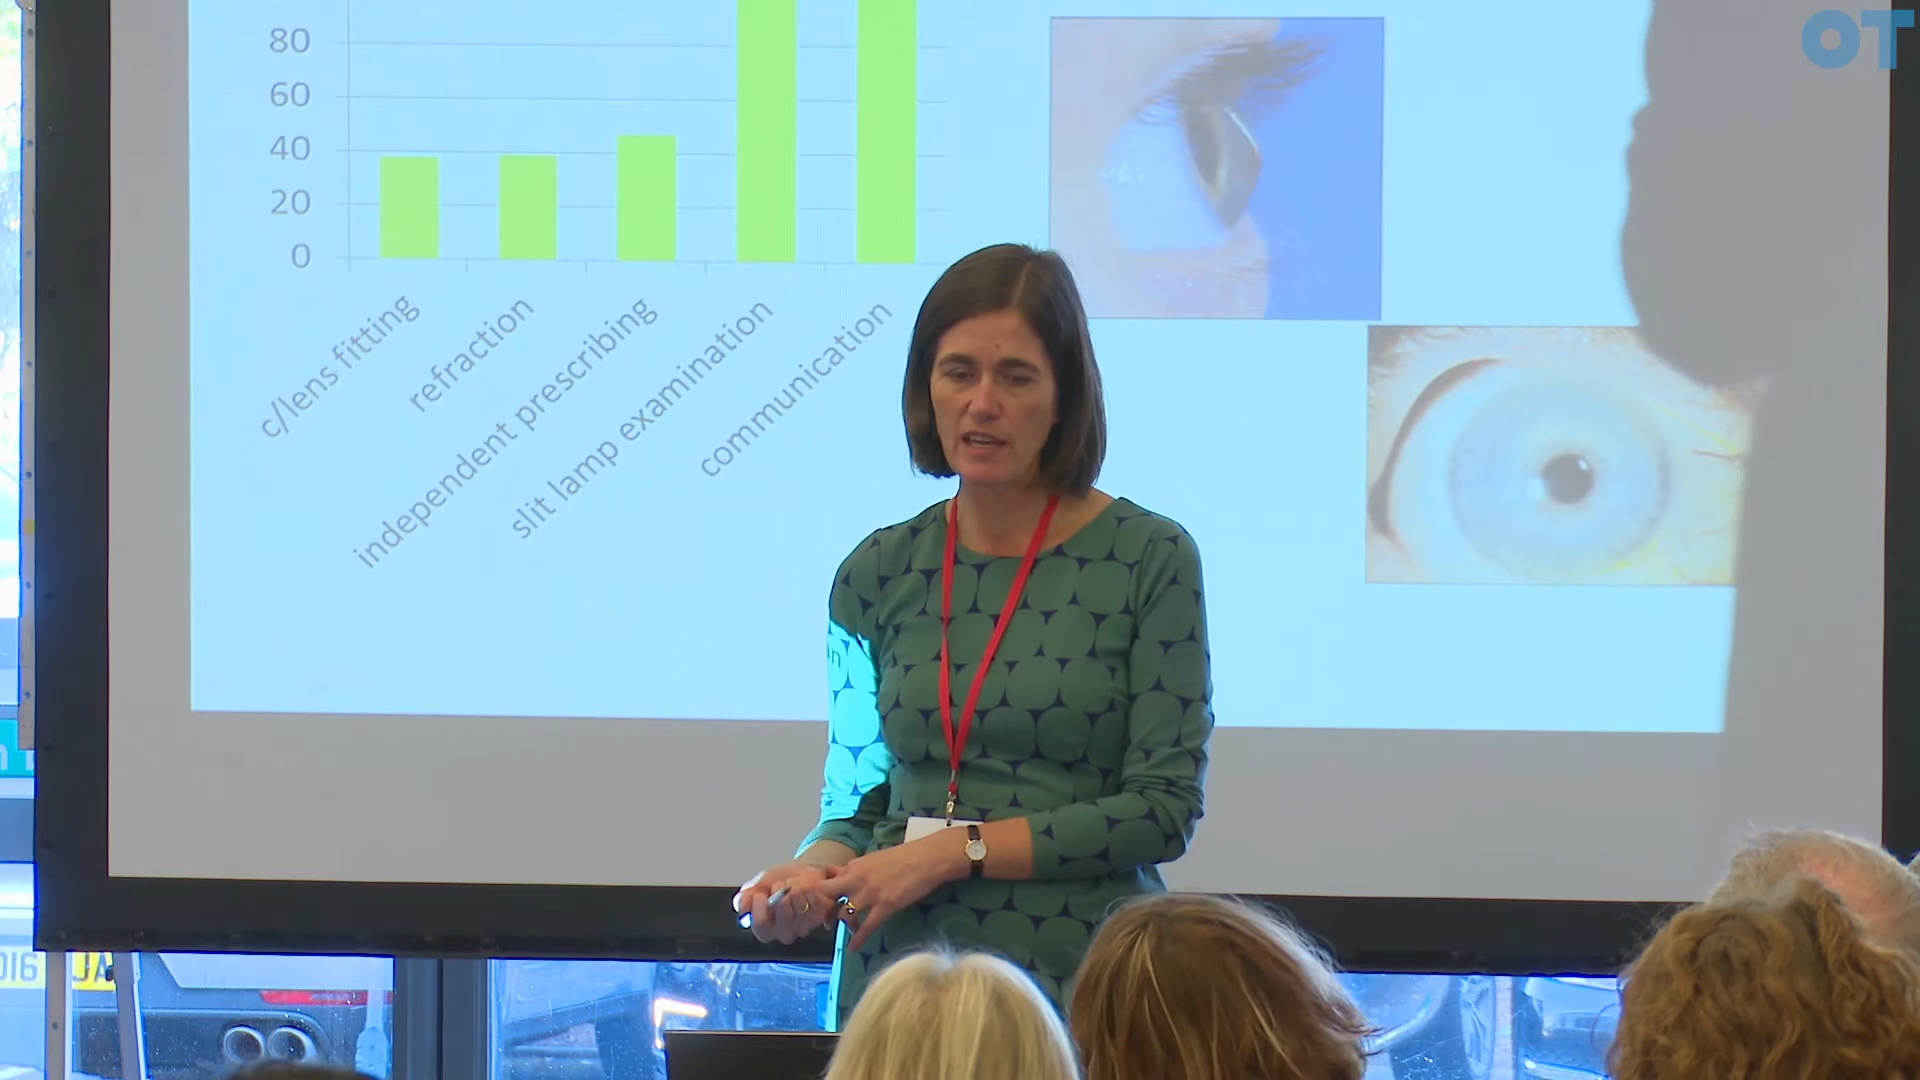 OT
80
60
40
20
0
c/lens fitting
refraction
independent prescribing
slit lamp examination
communication